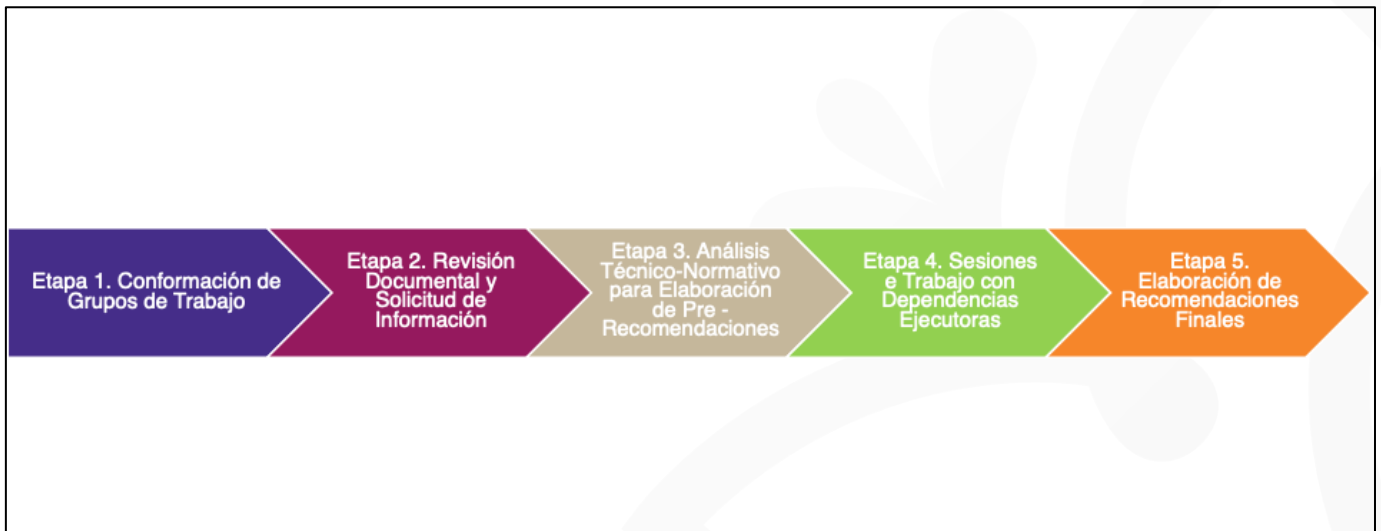 Etapa 1. Conformación de
Grupos de Trabajo
Etapa 2. Revisión
Documental y
Solicitud de
Información
Etapa 3. Análisis
Técnico-Normativo
para Elaboración
de Pre -
Recomendaciones
Etapa 4. Sesiones
e Trabajo con
Dependencias
Ejecutoras
Etapa 5.
Elaboración de
Recomendaciones
Finales